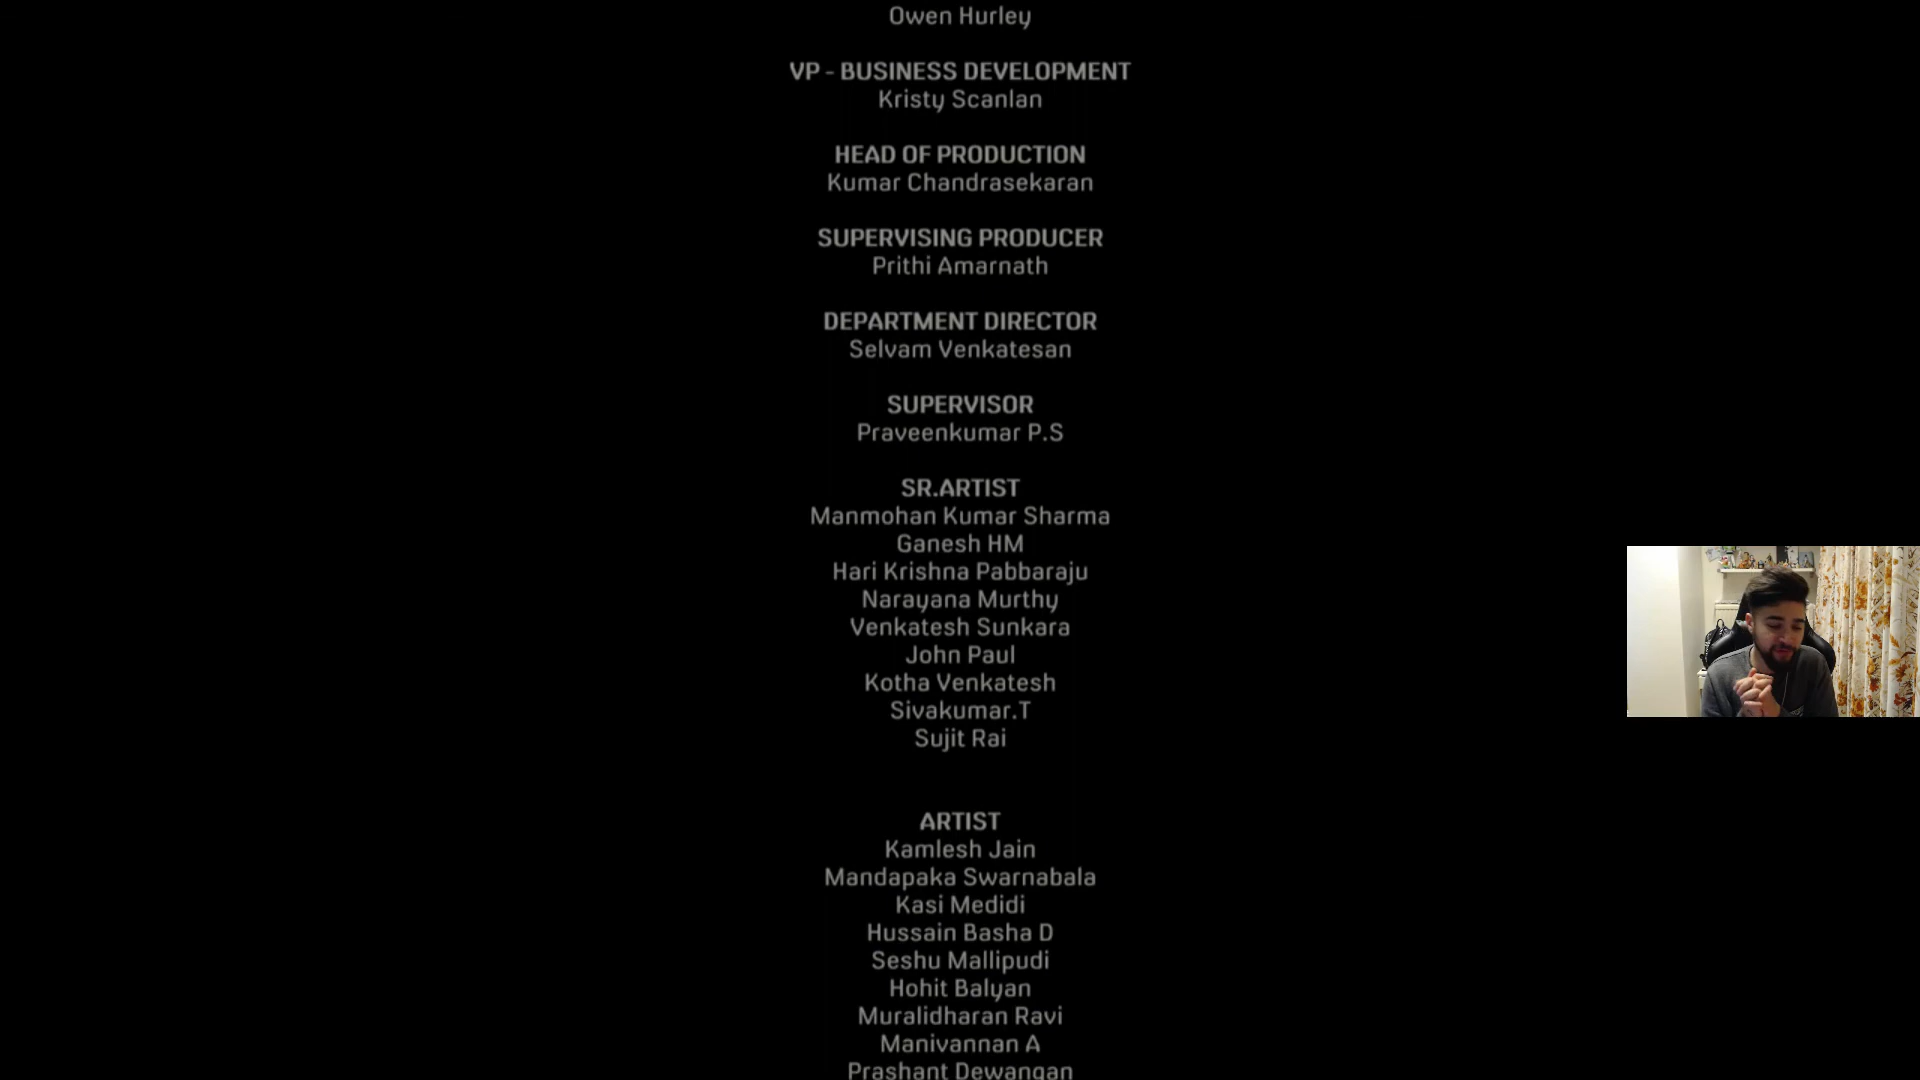 Owen Hurley
VP - BUSINESS DEVELOPMENT
Kristy Scanlan
HEAD OF PRODUCTION
Kumar Chandrasekaran
SUPERVISING PRODUCER
Prithi Amarnath
DEPARTMENT DIRECTOR
Selvam Venkatesan
SUPERVISOR
Praveenkumar P.S
SR.ARTIST
Manmohan Kumar Sharma
Ganesh HM
Hari Krishna Pabbaraju
Narayana Murthy
Venkatesh Sunkara
John Paul
Kotha Venkatesh
Sivakumar.T
Sujit Rai
ARTIST
Kamlesh Jain
Mandapaka Swarnabala
Kasi Medidi
Hussain Basha D
Seshu Mallipudi
Hohit Balyan
Muralidharan Ravi
Manivannan A
Prashant Dewangan